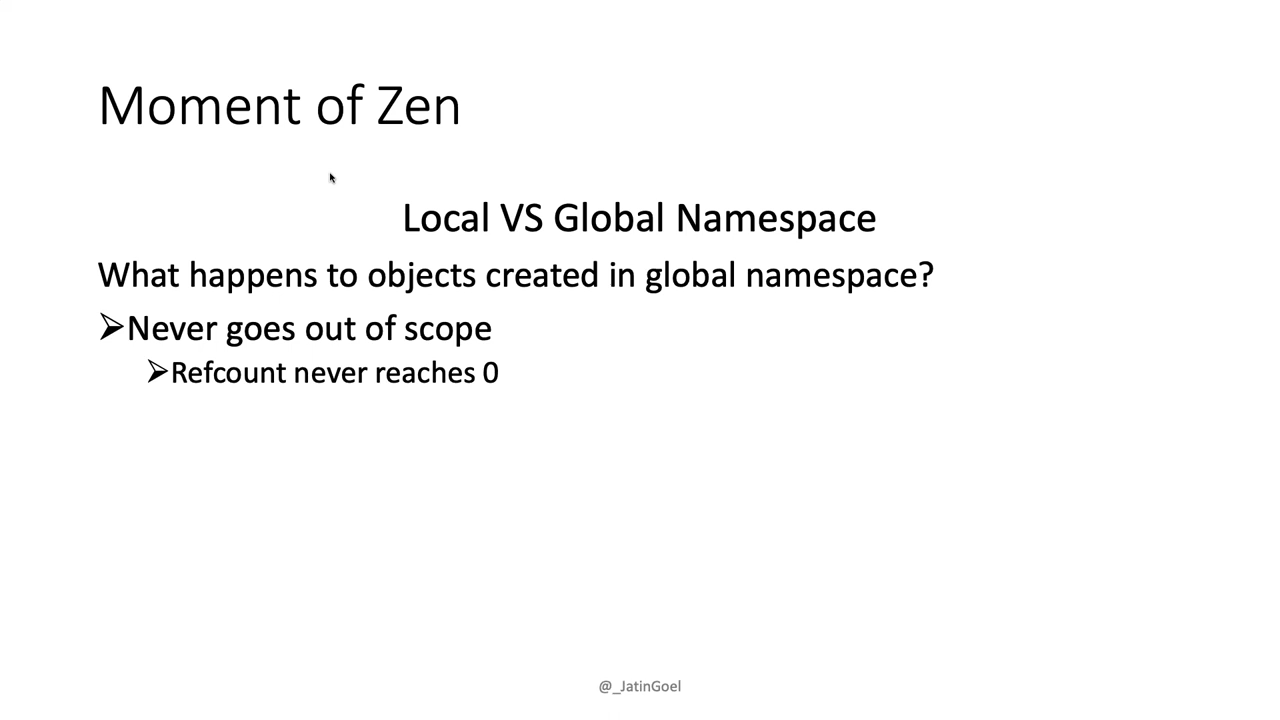 Moment of Zen
Local VS Global Namespace
What happens to objects created in global namespace?
➢Never goes out of scope
➢Refcount never reaches 0
@_JatinGoel